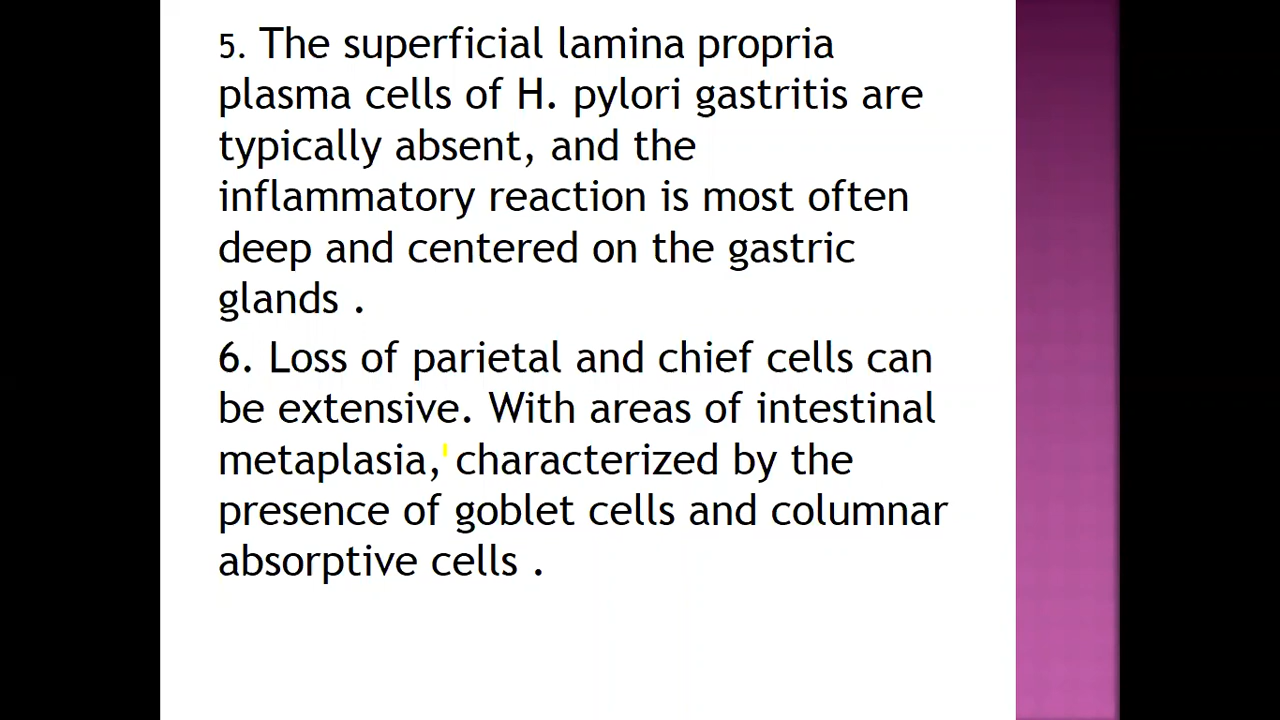 5. The superficial lamina propria
plasma cells of H. pylori gastritis are
typically absent, and the
inflammatory reaction is most often
deep and centered on the gastric
glands .
6. Loss of parietal and chief cells can
be extensive. With areas of intestinal
metaplasia, characterized by the
presence of goblet cells and columnar
absorptive cells .